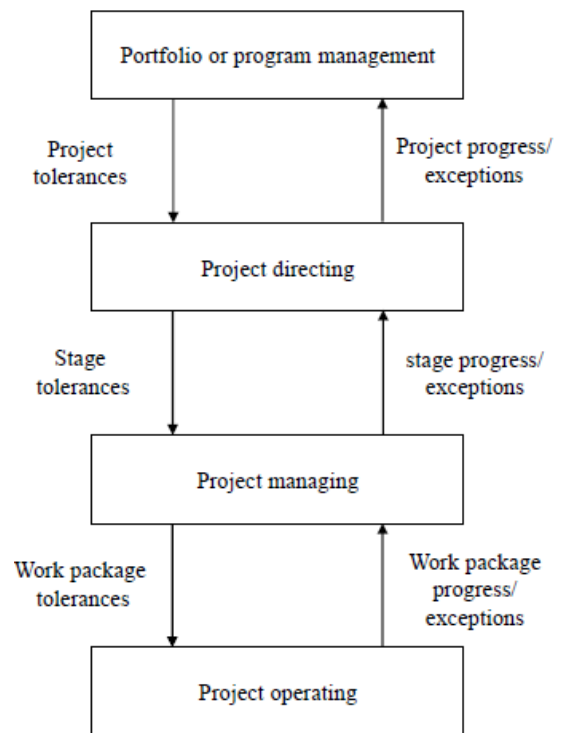 Portfolio or program management
Project
tolerances
Project progress/
exceptions
Project directing
Stage
tolerances
stage progress/
exceptions
Project managing
Work package
tolerances
Work package
progress/
exceptions
Project operating